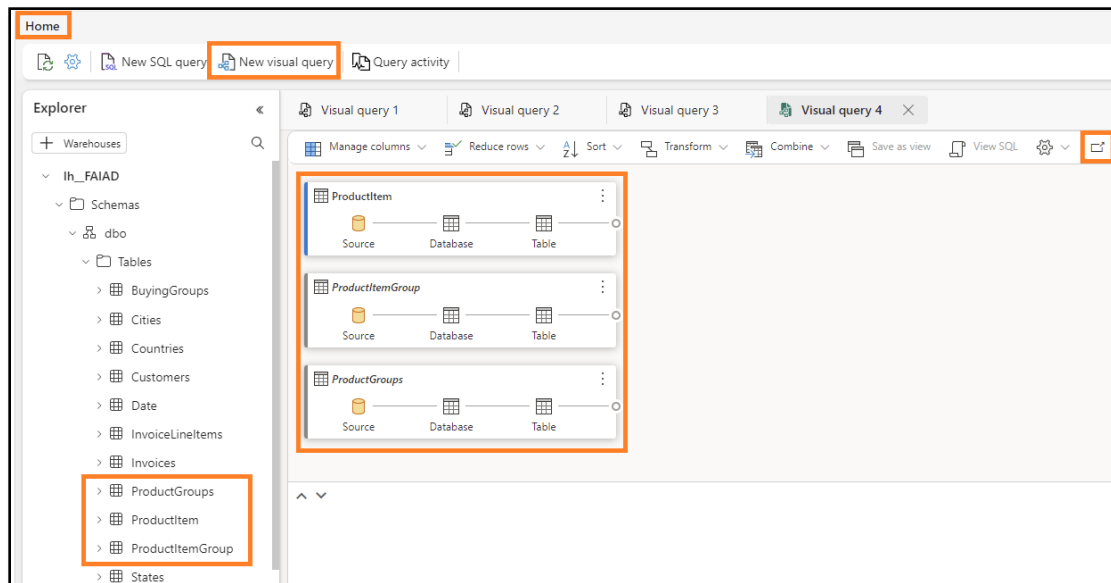 Home
New SQL query
New visual query
Query activity
Explorer
«
Visual query 1
Visual query 2
Visual query 3
Visual query 4
+ Warehouses
Manage columns
Reduce rows
Sort
Transform
Combine
Save as view
View SQL
lh_FAIAD
Schemas
dbo
Tables
BuyingGroups
Cities
Countries
Customers
Date
InvoiceLineItems
Invoices
ProductGroups
ProductItem
ProductItemGroup
States
ProductItem
Source
Database
Table
ProductItemGroup
Source
Database
Table
ProductGroups
Source
Database
Table